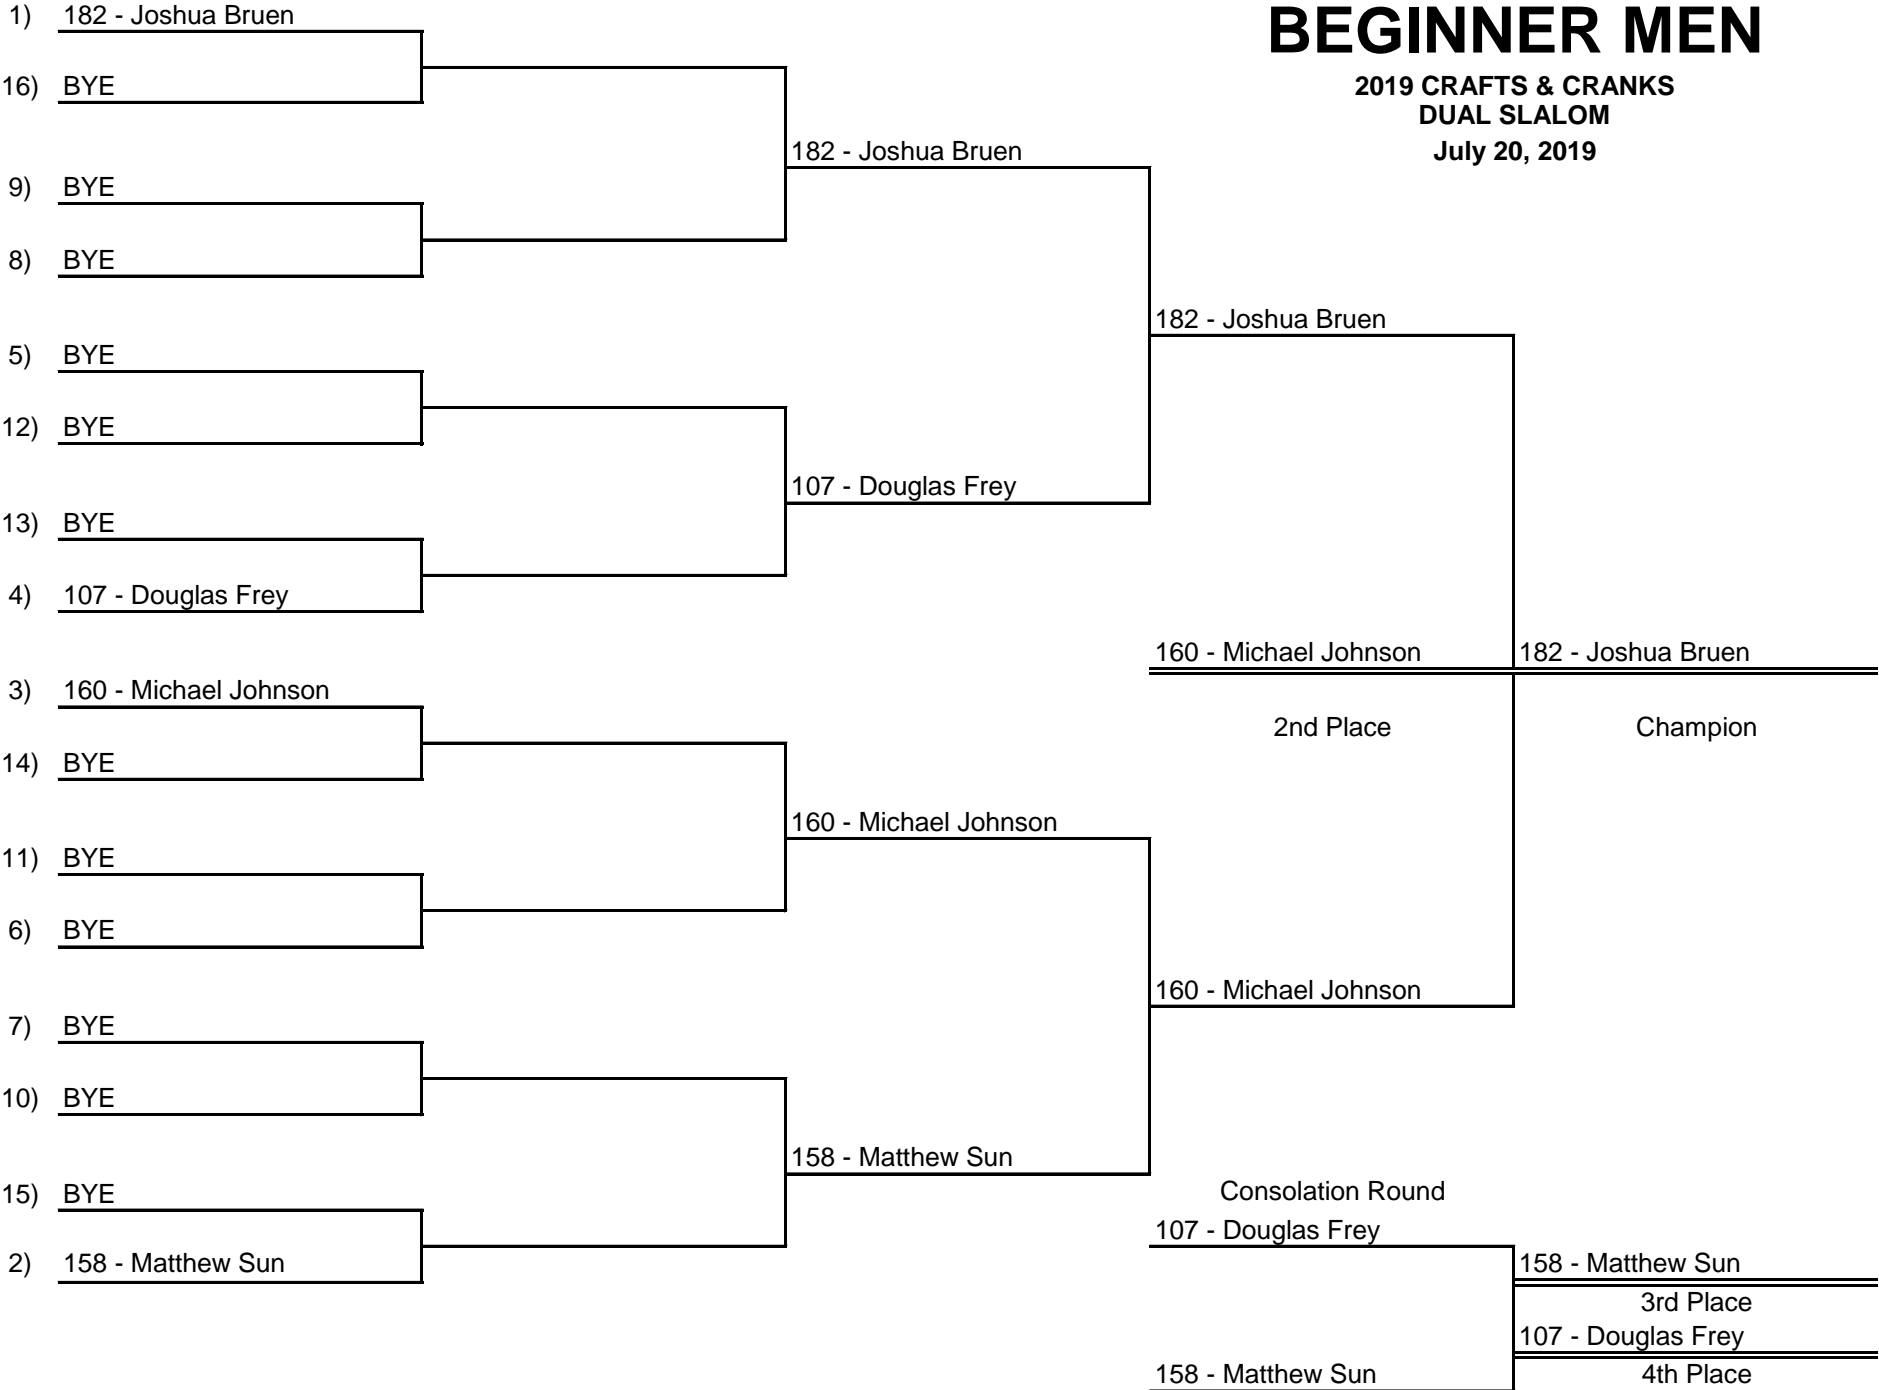 BEGINNER MEN
2019 CRAFTS & CRANKS
DUAL SLALOM
July 20, 2019
1) 182 - Joshua Bruen
16) BYE
9) BYE
8) BYE
5) BYE
12) BYE
13) BYE
4) 107 - Douglas Frey
3) 160 - Michael Johnson
14) BYE
11) BYE
6) BYE
7) BYE
10) BYE
15) BYE
2) 158 - Matthew Sun
182 - Joshua Bruen
107 - Douglas Frey
160 - Michael Johnson
158 - Matthew Sun
182 - Joshua Bruen
160 - Michael Johnson
160 - Michael Johnson
2nd Place
182 - Joshua Bruen
Champion
Consolation Round
107 - Douglas Frey
158 - Matthew Sun
158 - Matthew Sun
3rd Place
107 - Douglas Frey
4th Place